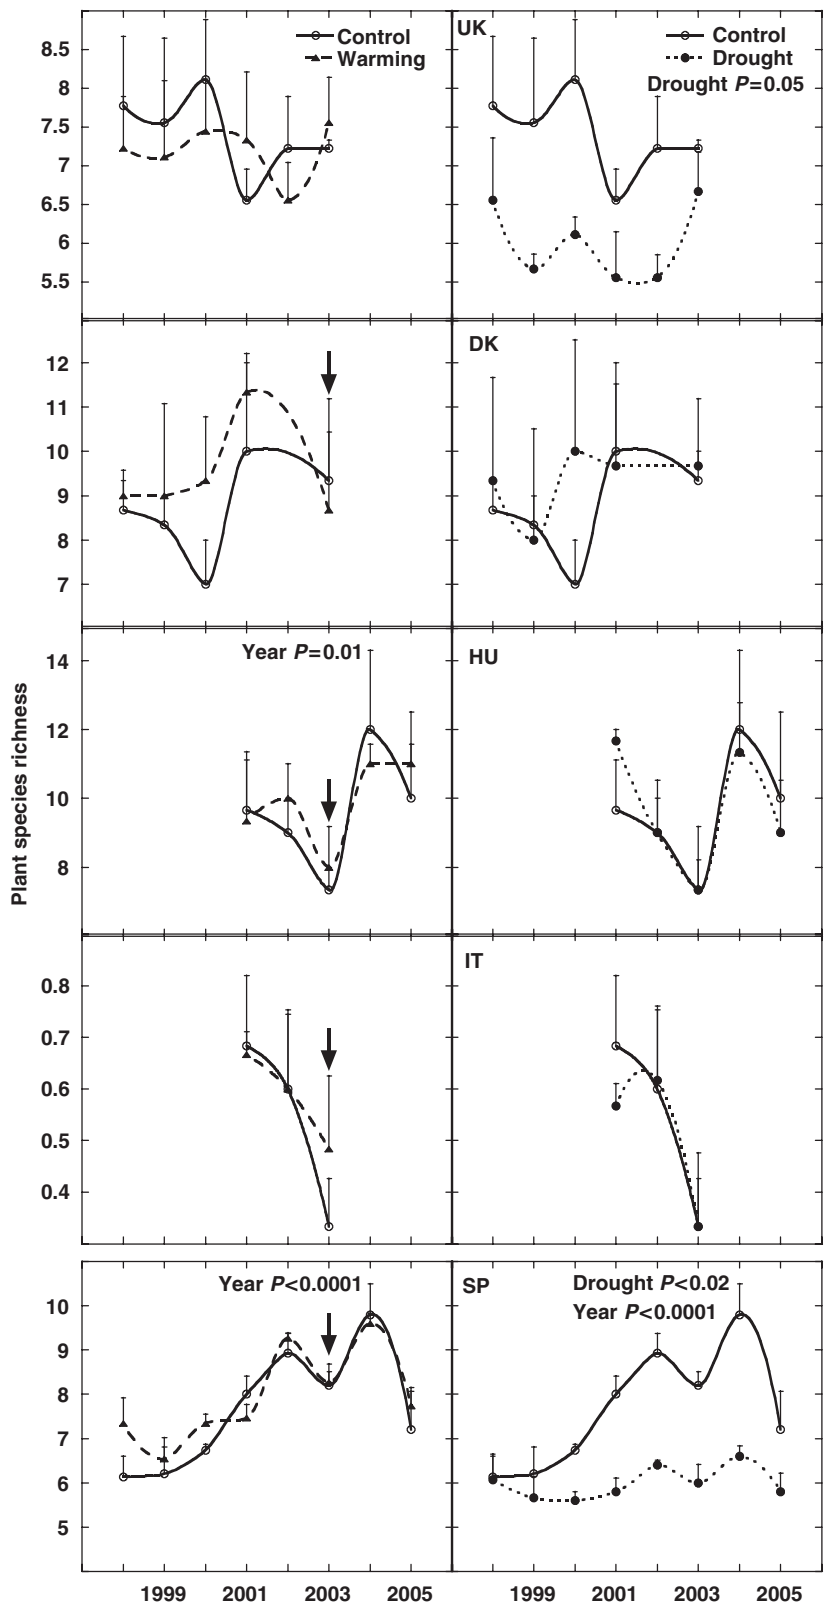 Control
Warming
8.5
8
7.5
7
6.5
6
5.5
UK
Control
Drought
Drought P=0.05
12
11
10
9
8
7
DK
Year P=0.01
14
12
10
8
HU
Plant species richness
0.8
0.7
0.6
0.5
0.4
IT
Year P<0.0001
10
9
8
7
6
5
SP
Drought P<0.02
Year P<0.0001
1999 2001 2003 2005 1999 2001 2003 2005